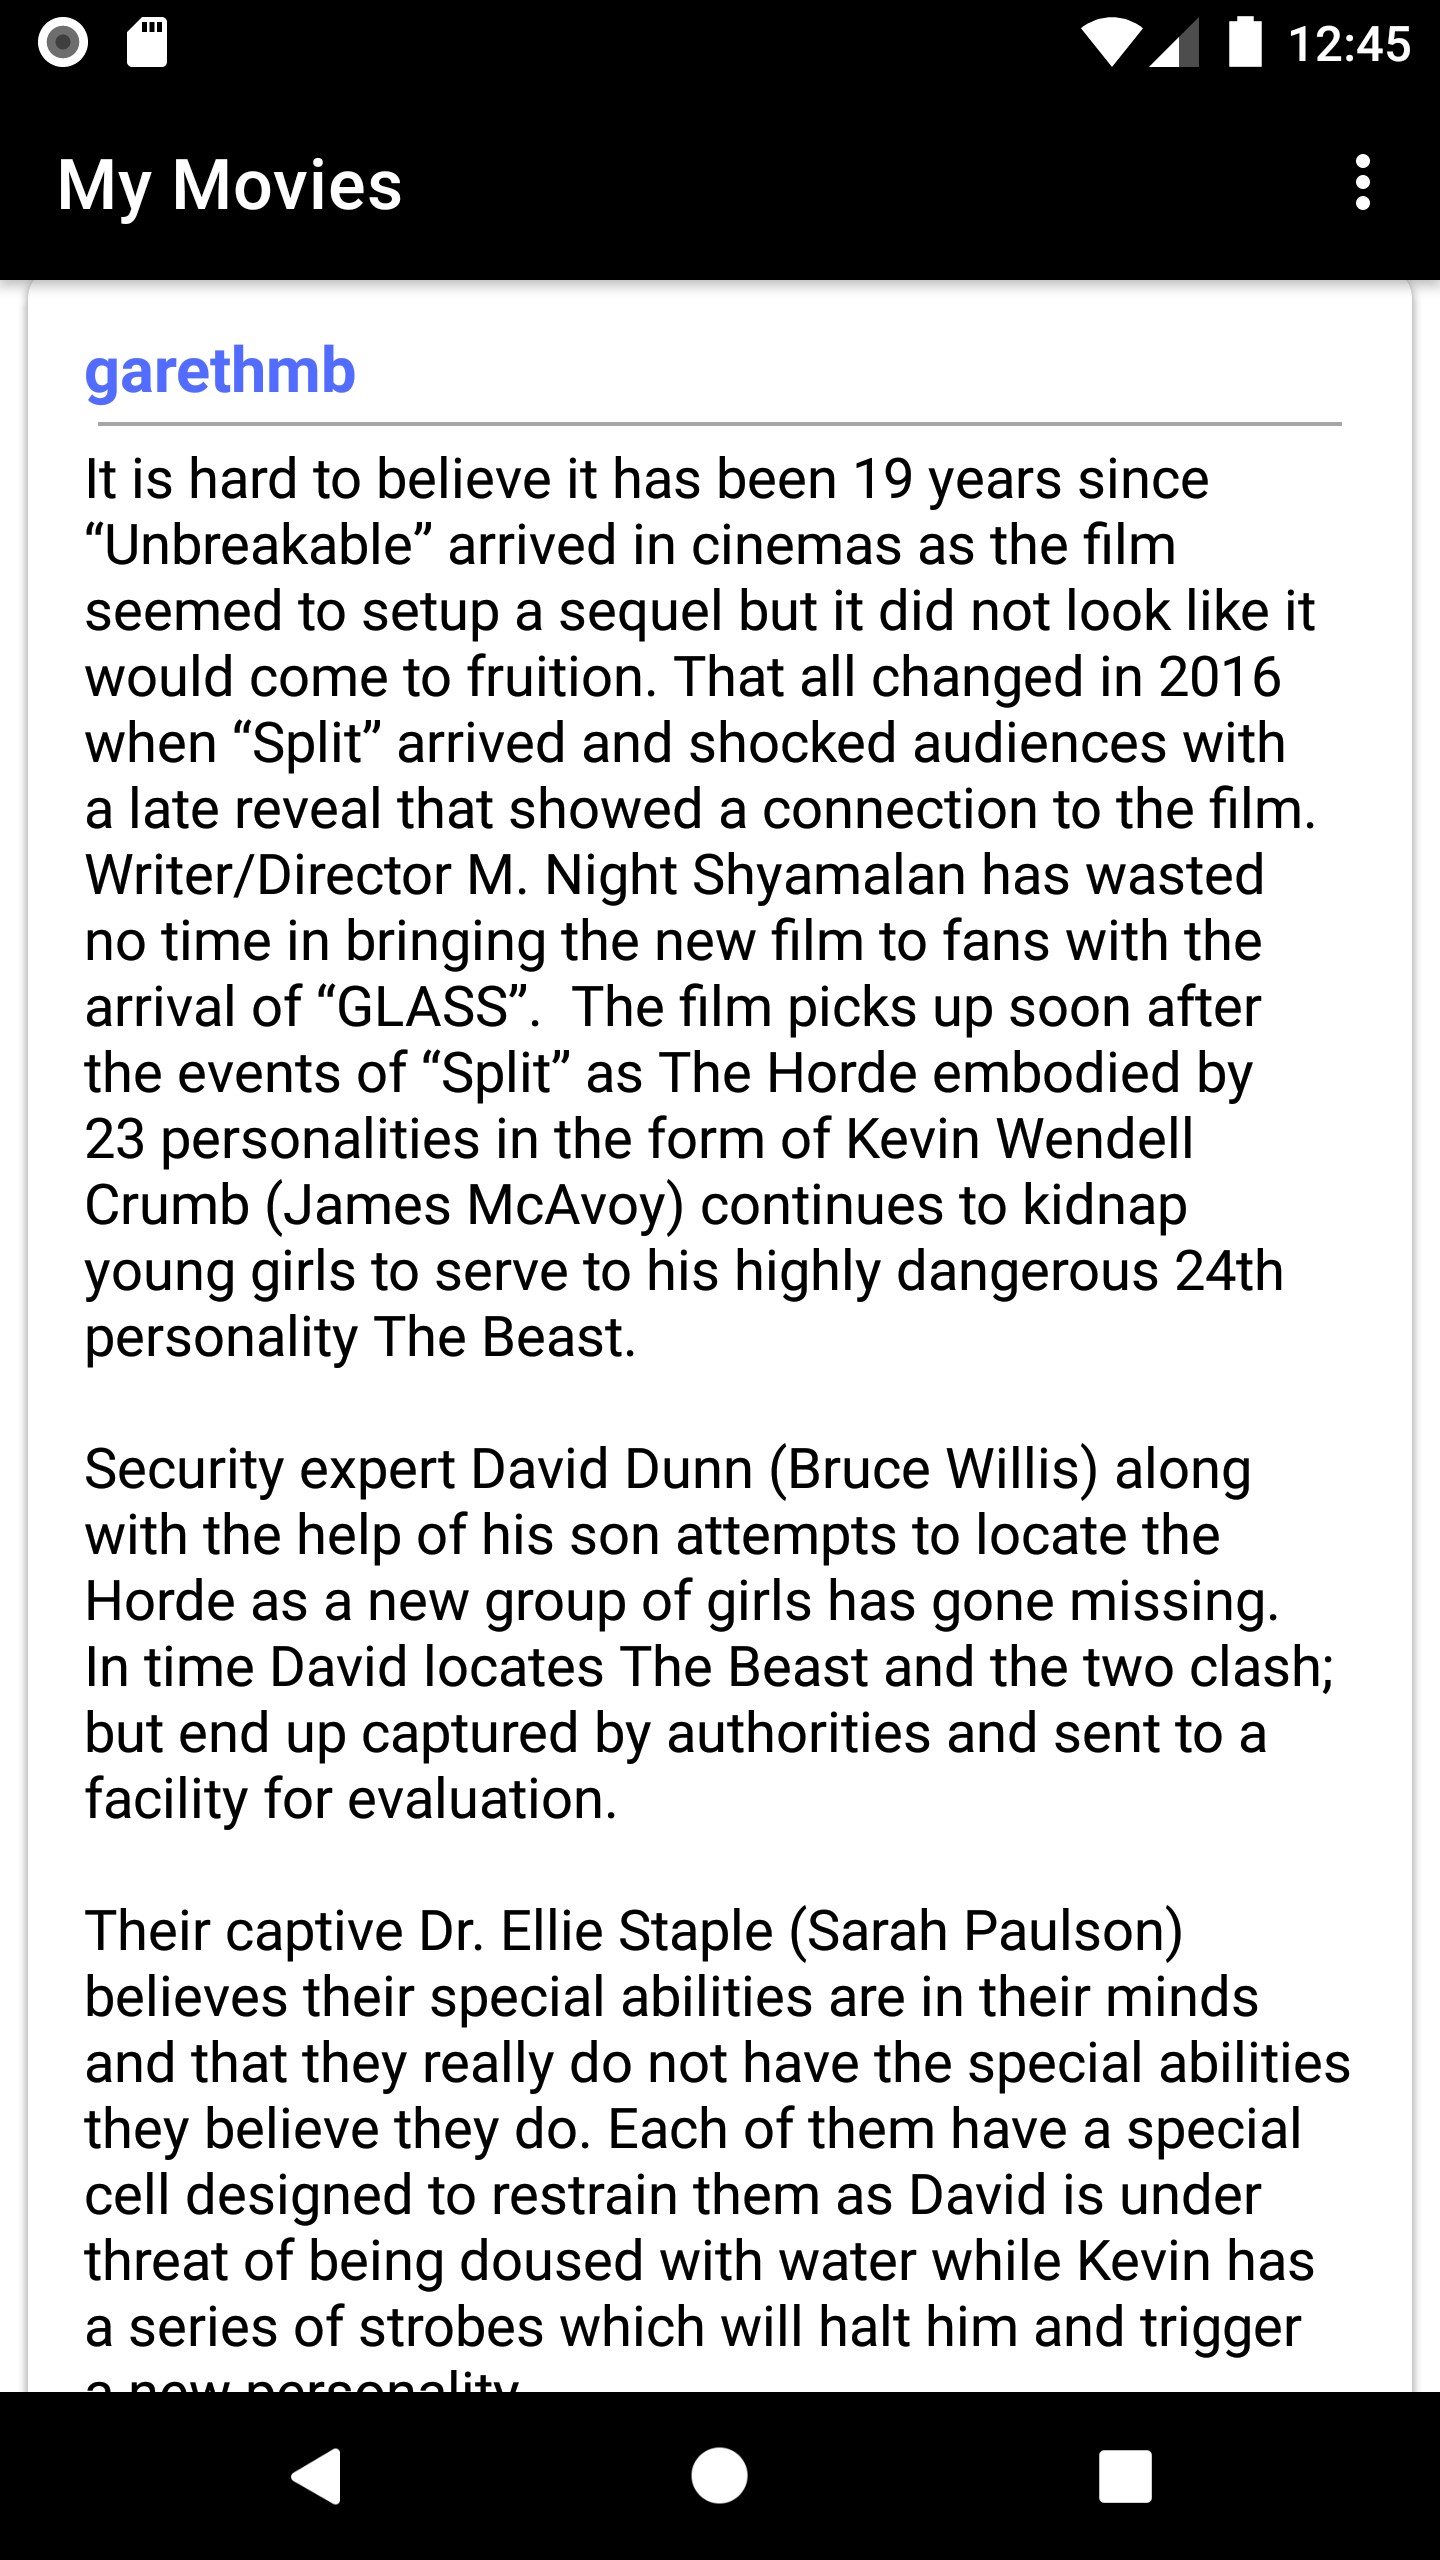 12:45
My Movies
garethmb
It is hard to believe it has been 19 years since
“Unbreakable” arrived in cinemas as the film
seemed to setup a sequel but it did not look like it
would come to fruition. That all changed in 2016
when “Split” arrived and shocked audiences with
a late reveal that showed a connection to the film.
Writer/Director M. Night Shyamalan has wasted
no time in bringing the new film to fans with the
arrival of “GLASS”.  The film picks up soon after
the events of “Split” as The Horde embodied by
23 personalities in the form of Kevin Wendell
Crumb (James McAvoy) continues to kidnap
young girls to serve to his highly dangerous 24th
personality The Beast.
Security expert David Dunn (Bruce Willis) along
with the help of his son attempts to locate the
Horde as a new group of girls has gone missing.
In time David locates The Beast and the two clash;
but end up captured by authorities and sent to a
facility for evaluation.
Their captive Dr. Ellie Staple (Sarah Paulson)
believes their special abilities are in their minds
and that they really do not have the special abilities
they believe they do. Each of them have a special
cell designed to restrain them as David is under
threat of being doused with water while Kevin has
a series of strobes which will halt him and trigger
a new personality